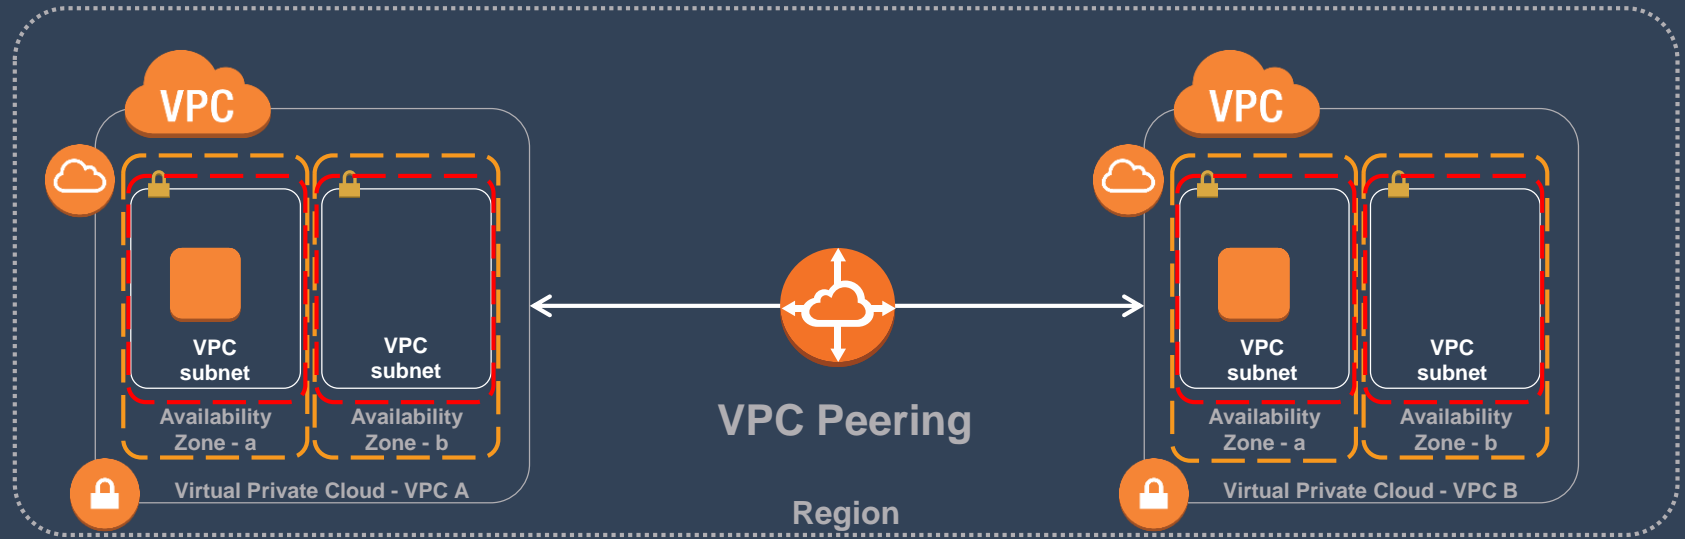 VPC
VPC
subnet
VPC
subnet
Availability
Zone - a
Availability
Zone - b
Virtual Private Cloud - VPC A
VPC Peering
Region
VPC
VPC
subnet
VPC
subnet
Availability
Zone - a
Availability
Zone - b
Virtual Private Cloud - VPC B